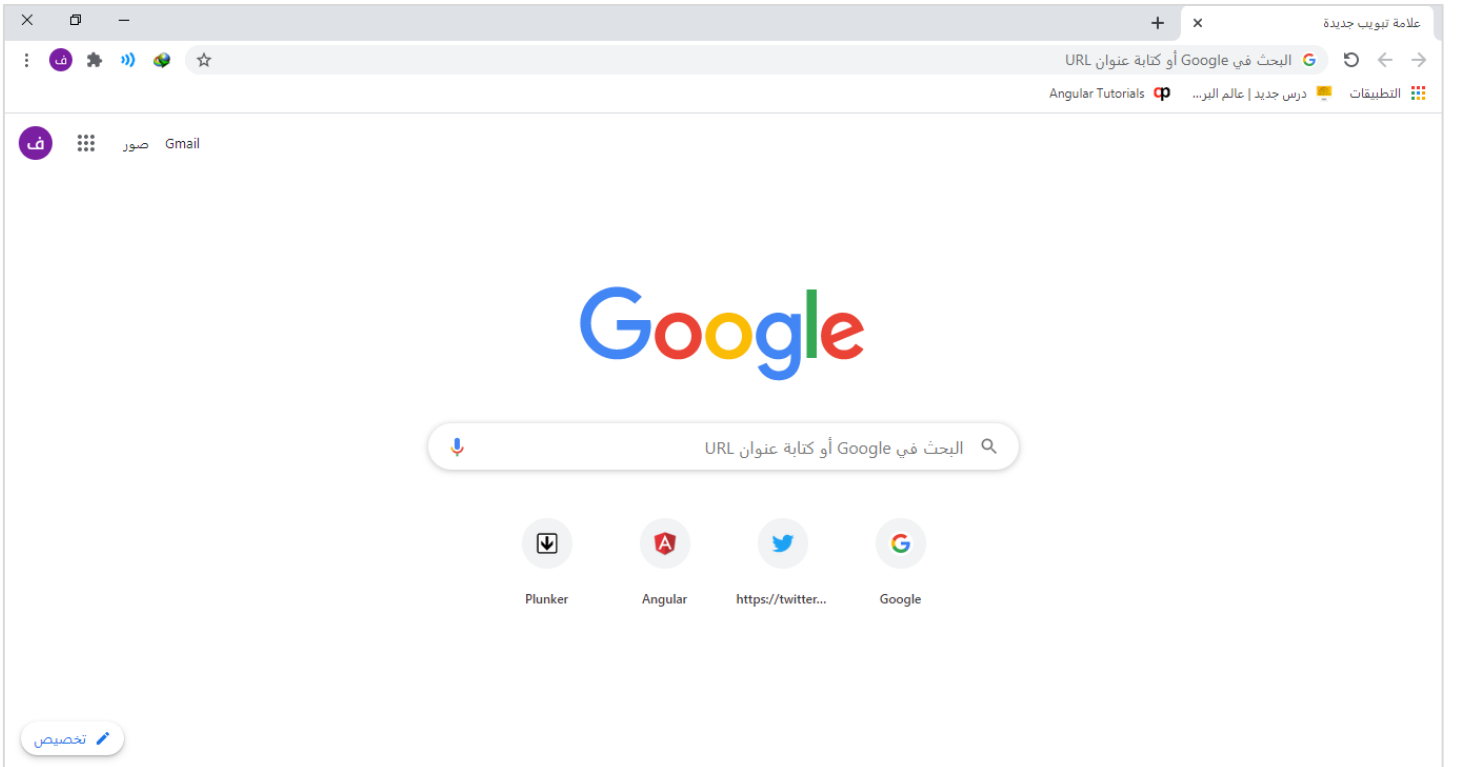 علامة تبويب جديدة
البحث في Google أو كتابة عنوان URL
ف
التطبيقات
درس جديد | عالم البر...
Angular Tutorials
Gmail
صور
ف
Google
البحث في Google أو كتابة عنوان URL
Google
https://twitter...
Angular
Plunker
تخصيص